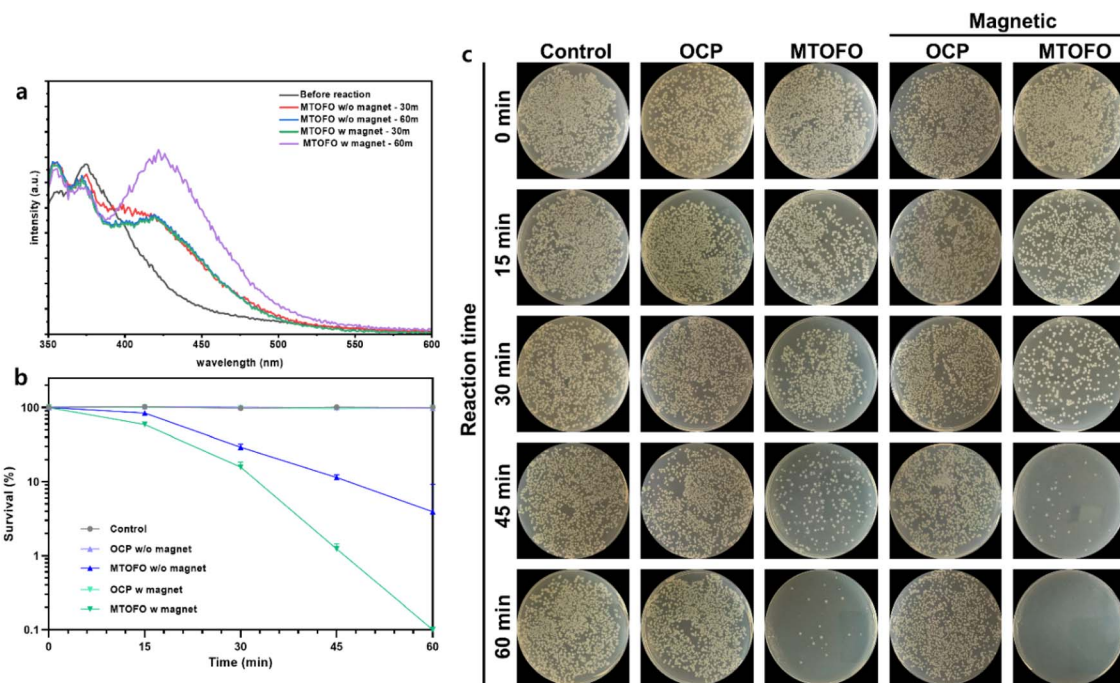 a
Before reaction
MTOFO w/o magnet - 30m
MTOFO w/o magnet - 60m
MTOFO w magnet - 30m
MTOFO w magnet - 60m
intensity (a.u.)
350 400 450 500 550 600
wavelength (nm)
b
100
10
1
0.1
Survival (%)
Control
OCP w/o magnet
MTOFO w/o magnet
OCP w magnet
MTOFO w magnet
0 15 30 45 60
Time (min)
c
Magnetic
Control OCP MTOFO OCP MTOFO
Reaction time
0 min
15 min
30 min
45 min
60 min